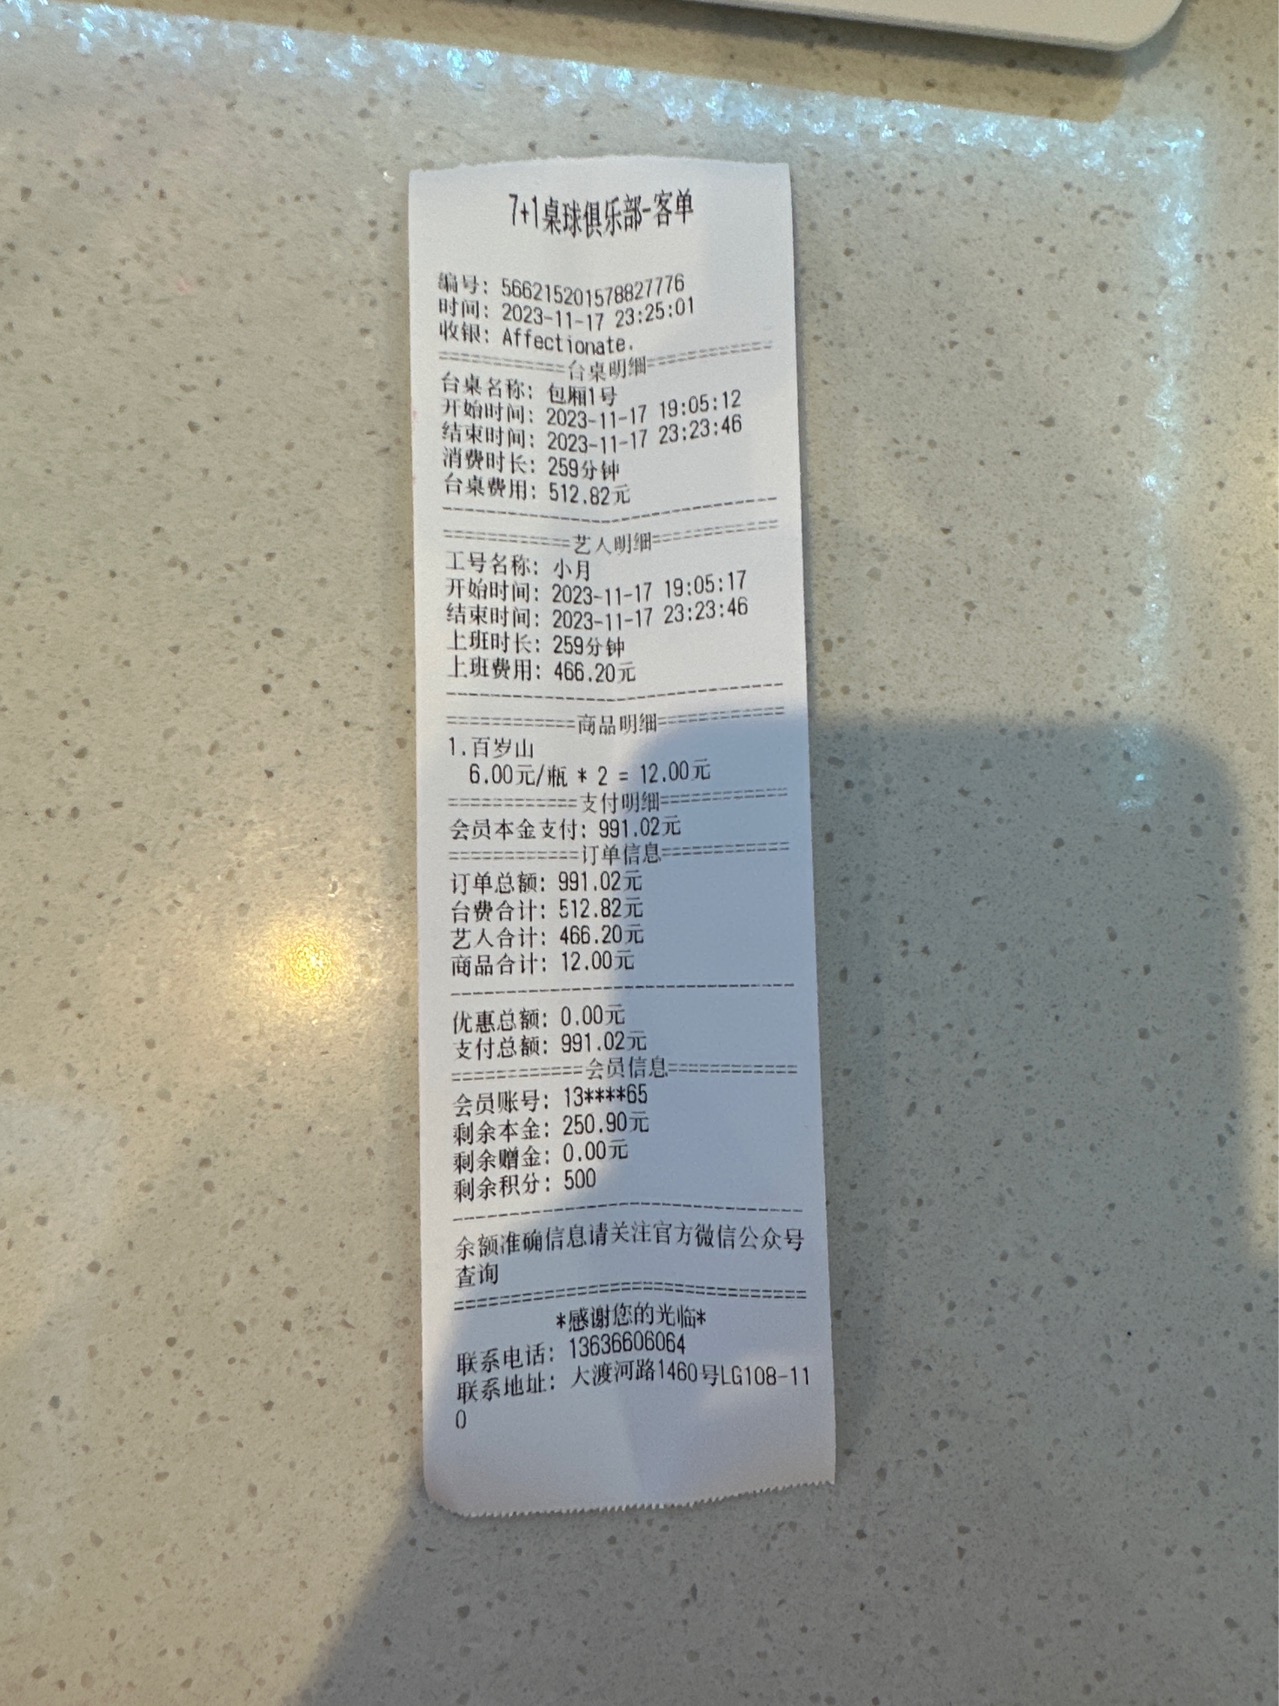 7+1桌球俱乐部-客单
编号: 566215201578827776
时间: 2023-11-17 23:25:01
收银: Affectionate.
============台桌明细============
台桌名称: 包厢1号
开始时间: 2023-11-17 19:05:12
结束时间: 2023-11-17 23:23:46
消费时长: 259分钟
台桌费用: 512.82元
--------------------------------
============艺人明细============
工号名称: 小月
开始时间: 2023-11-17 19:05:17
结束时间: 2023-11-17 23:23:46
上班时长: 259分钟
上班费用: 466.20元
--------------------------------
============商品明细============
1.百岁山
6.00元/瓶 * 2 = 12.00元
============支付明细============
会员本金支付: 991.02元
============订单信息============
订单总额: 991.02元
台费合计: 512.82元
艺人合计: 466.20元
商品合计: 12.00元
--------------------------------
优惠总额: 0.00元
支付总额: 991.02元
============会员信息============
会员账号: 13****65
剩余本金: 250.90元
剩余赠金: 0.00元
剩余积分: 500
--------------------------------
余额准确信息请关注官方微信公众号
查询
================================
*感谢您的光临*
联系电话: 13636606064
联系地址: 大渡河路1460号LG108-11
0